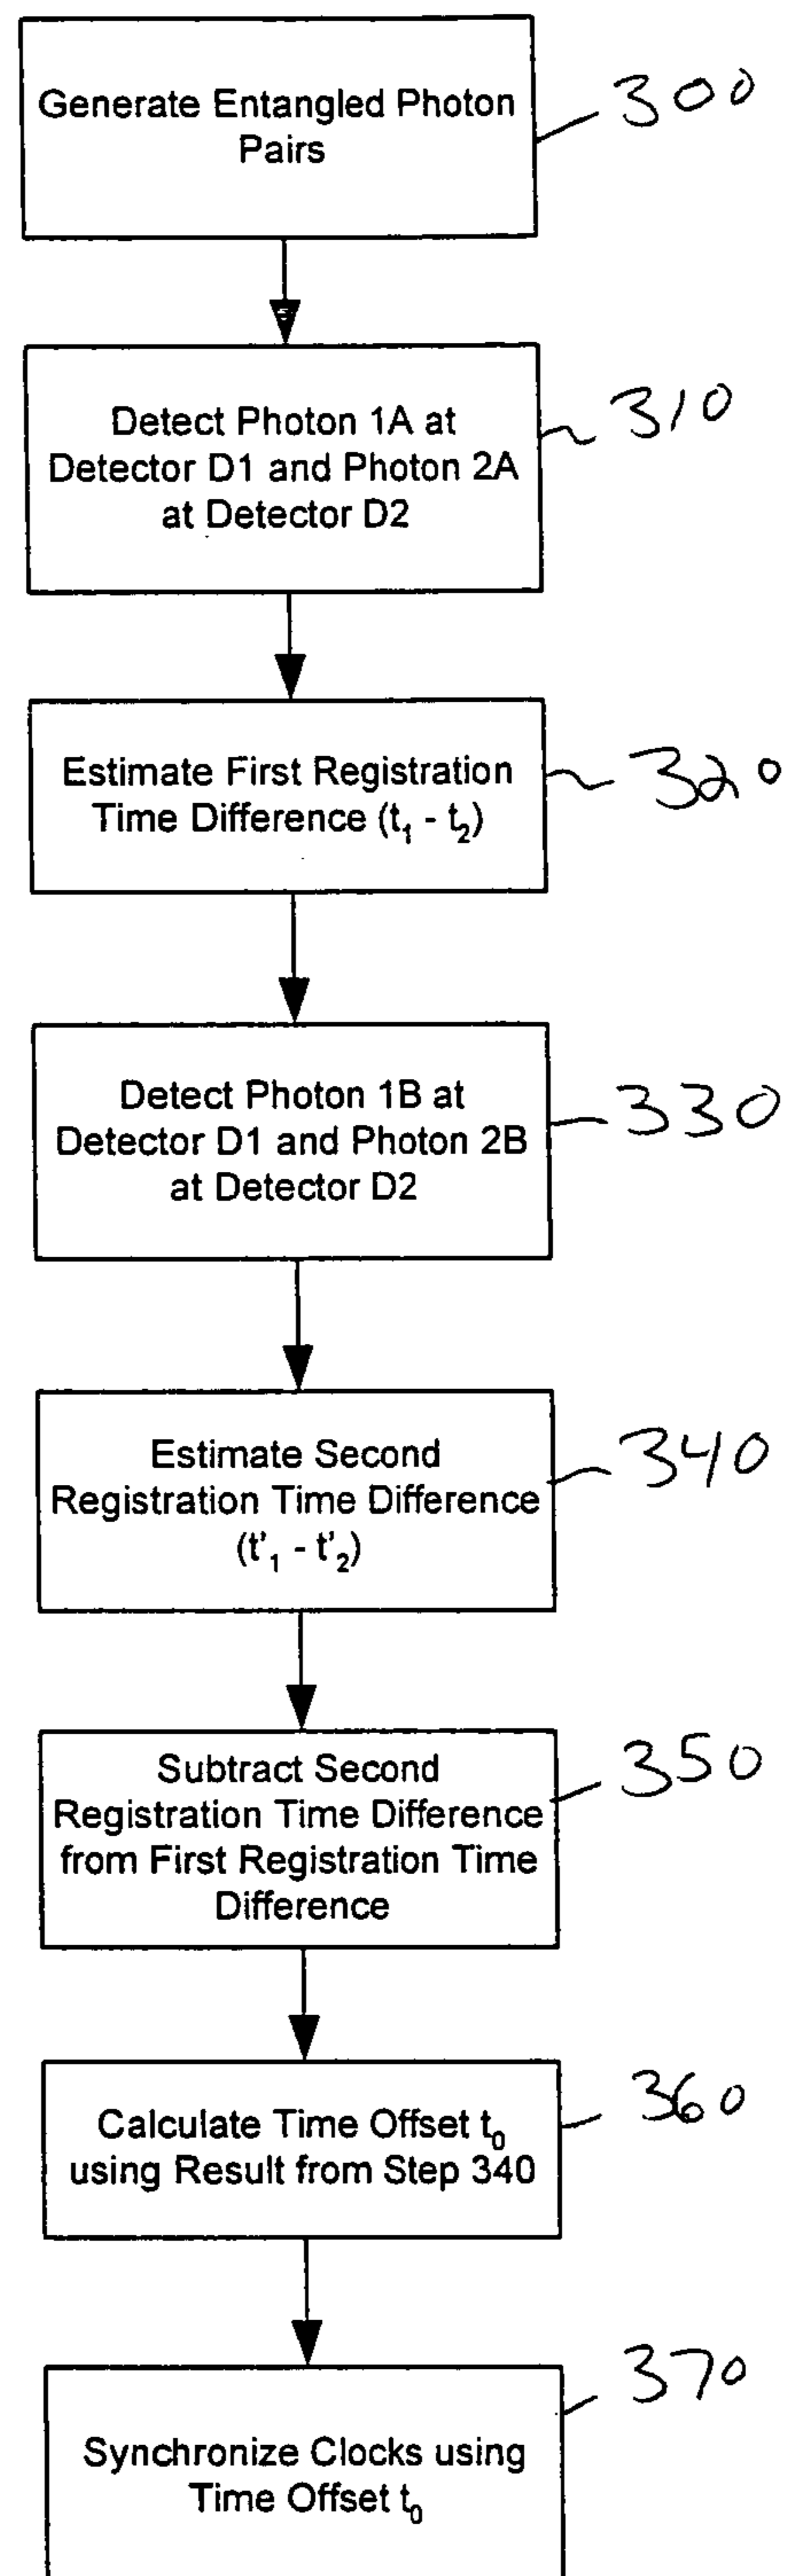 Generate Entangled Photon
Pairs
300
Detect Photon 1A at
Detector D1 and Photon 2A
at Detector D2
310
Estimate First Registration
Time Difference (t₁ - t₂)
320
Detect Photon 1B at
Detector D1 and Photon 2B
at Detector D2
330
Estimate Second
Registration Time Difference
(t'₁ - t'₂)
340
Subtract Second
Registration Time Difference
from First Registration Time
Difference
350
Calculate Time Offset t₀
using Result from Step 340
360
Synchronize Clocks using
Time Offset t₀
370